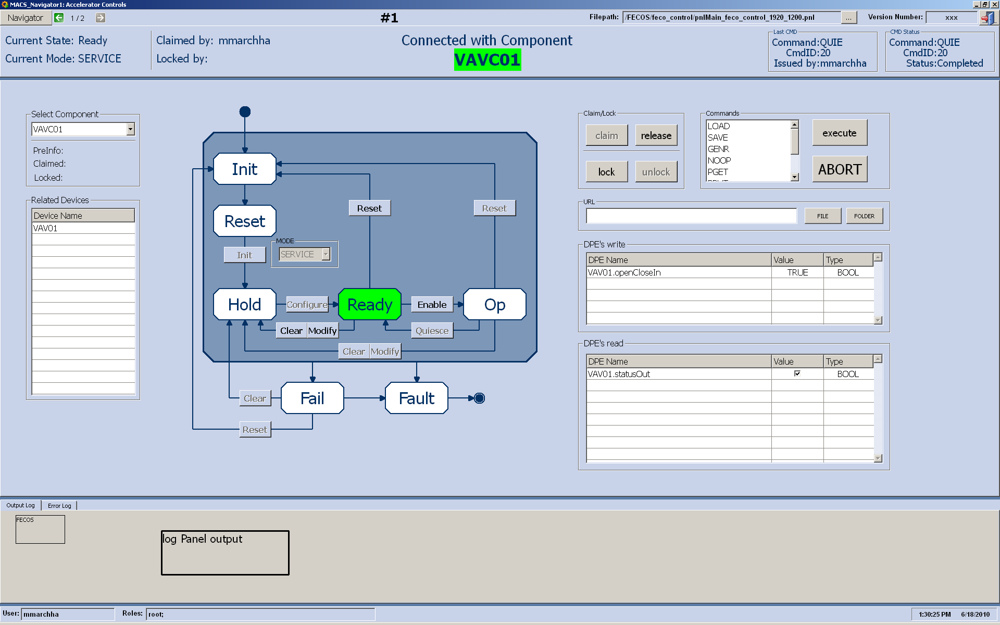 MACS_Navigator1: Accelerator Controls
Navigator
1 / 2
#1
Filepath:
/FECOS/feco_control/pnlMain_feco_control_1920_1200.pnl
...
Version Number:
xxx
Current State: Ready
Current Mode: SERVICE
Claimed by: mmarchha
Locked by:
Connected with Component
VAVC01
Last CMD
Command:QUIE
CmdID:20
Issued by:mmarchha
CMD Status
Command:QUIE
CmdID:20
Status:Completed
Select Component
VAVC01
PreInfo:
Claimed:
Locked:
Related Devices
Device Name
VAV01
Init
Reset
Reset
Reset
Init
MODE
SERVICE
Hold
Configure
Ready
Enable
Op
Clear Modify
Quiesce
Clear Modify
Clear
Fail
Fault
Reset
Claim/Lock
claim
release
lock
unlock
Commands
LOAD
SAVE
GENR
NOOP
PGET
execute
ABORT
URL
FILE
FOLDER
DPE's write
DPE Name Value Type
VAV01.openCloseIn TRUE BOOL
DPE's read
DPE Name Value Type
VAV01.statusOut BOOL
Output Log
Error Log
FECOS
log Panel output
User:
mmarchha
Roles:
root;
1:30:25 PM 6/18/2010